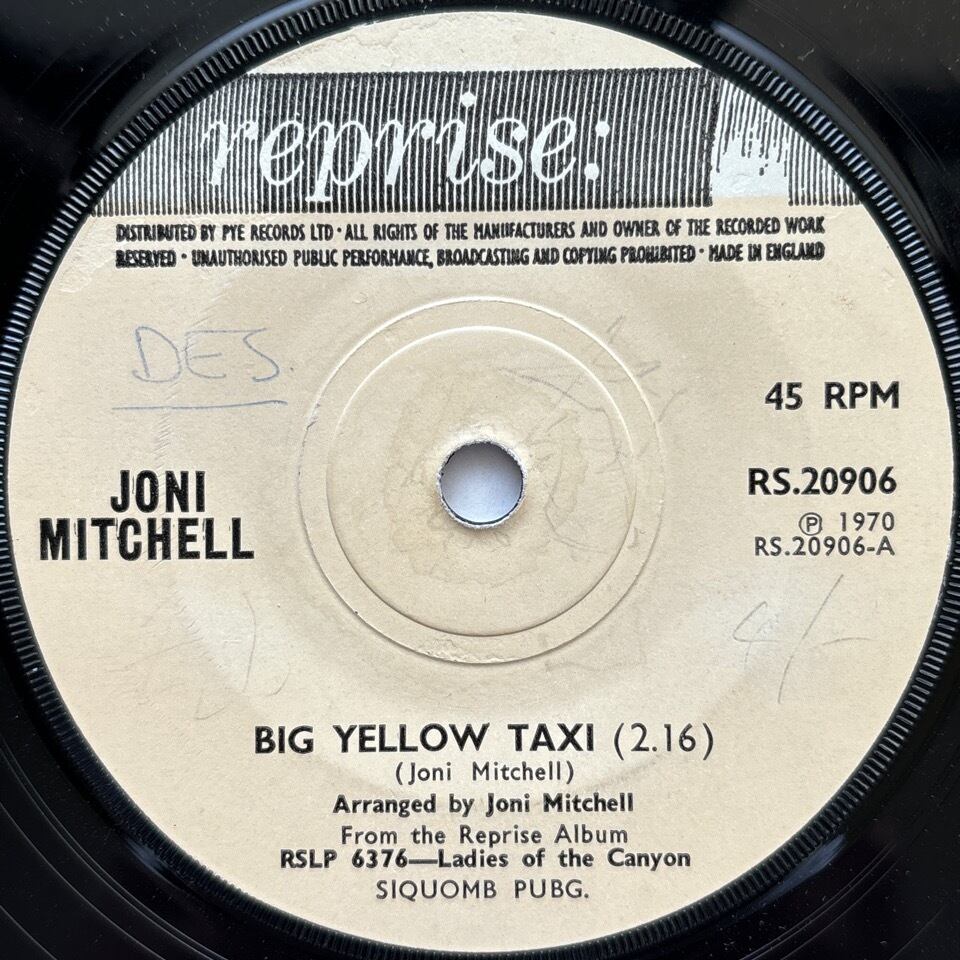 reprise:
DISTRIBUTED BY PYE RECORDS LTD · ALL RIGHTS OF THE MANUFACTURERS AND OWNER OF THE RECORDED WORK
RESERVED · UNAUTHORISED PUBLIC PERFORMANCE, BROADCASTING AND COPYING PROHIBITED · MADE IN ENGLAND
DES.
45 RPM
JONI
MITCHELL
RS.20906
℗ 1970
RS.20906-A
4/-
BIG YELLOW TAXI (2.16)
(Joni Mitchell)
Arranged by Joni Mitchell
From the Reprise Album
RSLP 6376—Ladies of the Canyon
SIQUOMB PUBG.